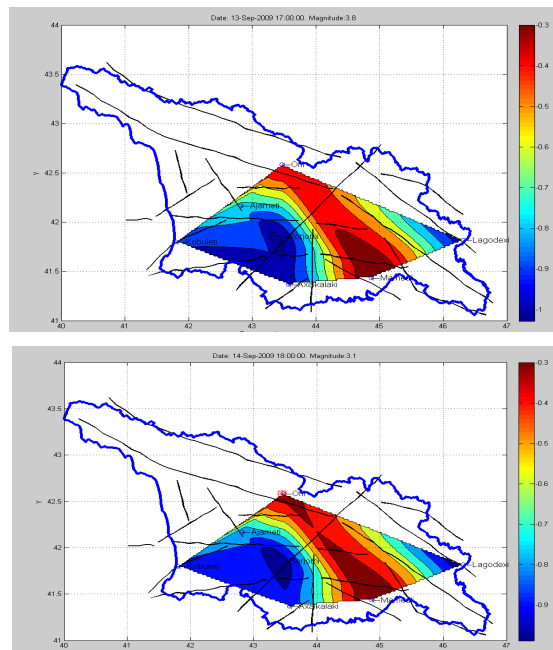 Date: 13-Sep-2009 17:00:00. Magnitude:3.8
44
43.5
43
42.5
42
41.5
41
Y
40 41 42 43 44 45 46 47
Oni
Ajameti
Kobuleti
Lagodexi
Axalkalaki
-0.3
-0.4
-0.5
-0.6
-0.7
-0.8
-0.9
-1
Date: 14-Sep-2009 18:00:00. Magnitude:3.1
44
43.5
43
42.5
42
41.5
41
Y
40 41 42 43 44 45 46 47
Oni
Ajameti
Kobuleti
Lagodexi
Axalkalaki
-0.3
-0.4
-0.5
-0.6
-0.7
-0.8
-0.9